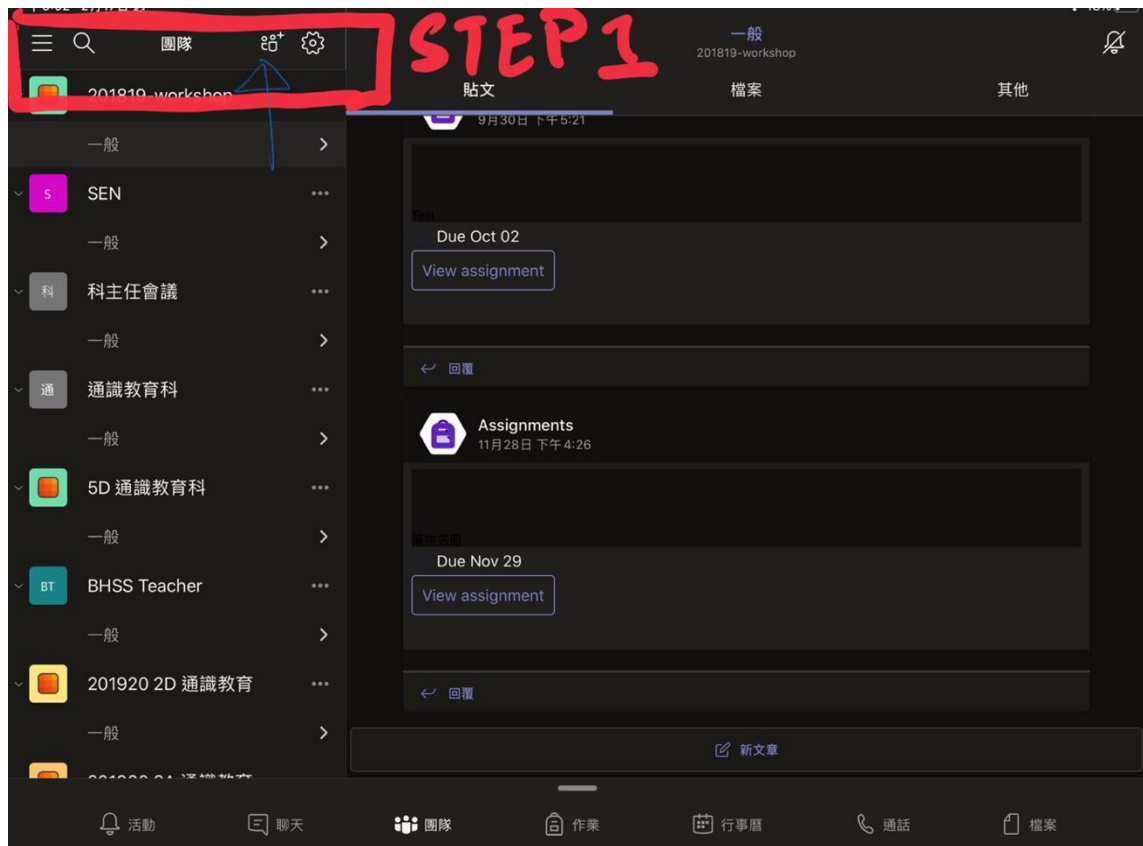 STEP 1
團隊
201819-workshop
一般
SEN
一般
科主任會議
一般
通識教育科
一般
5D 通識教育科
一般
BHSS Teacher
一般
201920 2D 通識教育
一般
一般
201819-workshop
貼文
檔案
其他
9月30日 下午5:21
Test
Due Oct 02
View assignment
回覆
Assignments
11月28日 下午4:26
Due Nov 29
View assignment
回覆
新文章
活動
聊天
團隊
作業
行事曆
通話
檔案